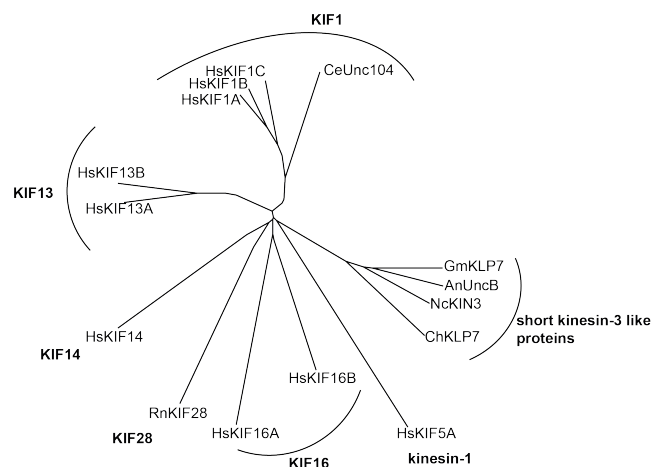 KIF1
HsKIF1C
CeUnc104
HsKIF1B
HsKIF1A
HsKIF13B
KIF13
HsKIF13A
GmKLP7
AnUncB
NcKIN3
short kinesin-3 like
proteins
HsKIF14
ChKLP7
KIF14
HsKIF16B
RnKIF28
KIF28
HsKIF16A
HsKIF5A
KIF16
kinesin-1